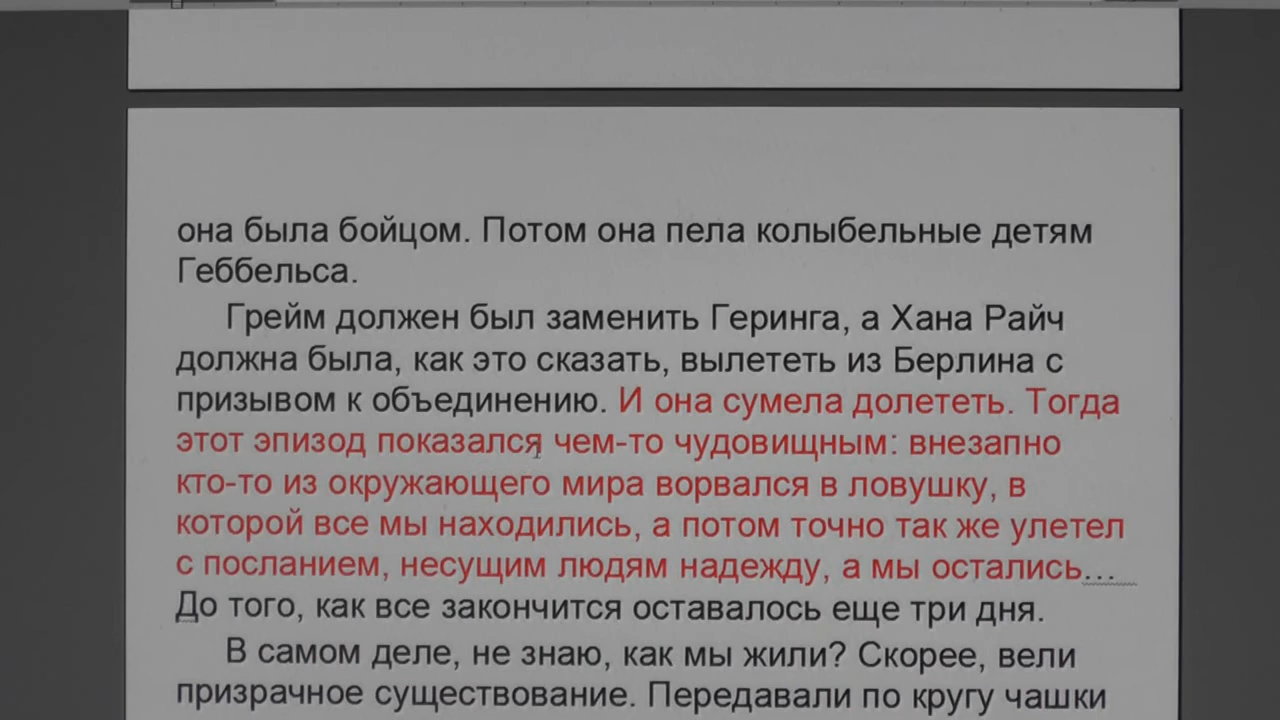 она была бойцом. Потом она пела колыбельные детям
Геббельса.
Грейм должен был заменить Геринга, а Хана Райч
должна была, как это сказать, вылететь из Берлина с
призывом к объединению. И она сумела долететь. Тогда
этот эпизод показался чем-то чудовищным: внезапно
кто-то из окружающего мира ворвался в ловушку, в
которой все мы находились, а потом точно так же улетел
с посланием, несущим людям надежду, а мы остались…
До того, как все закончится оставалось еще три дня.
В самом деле, не знаю, как мы жили? Скорее, вели
призрачное существование. Передавали по кругу чашки